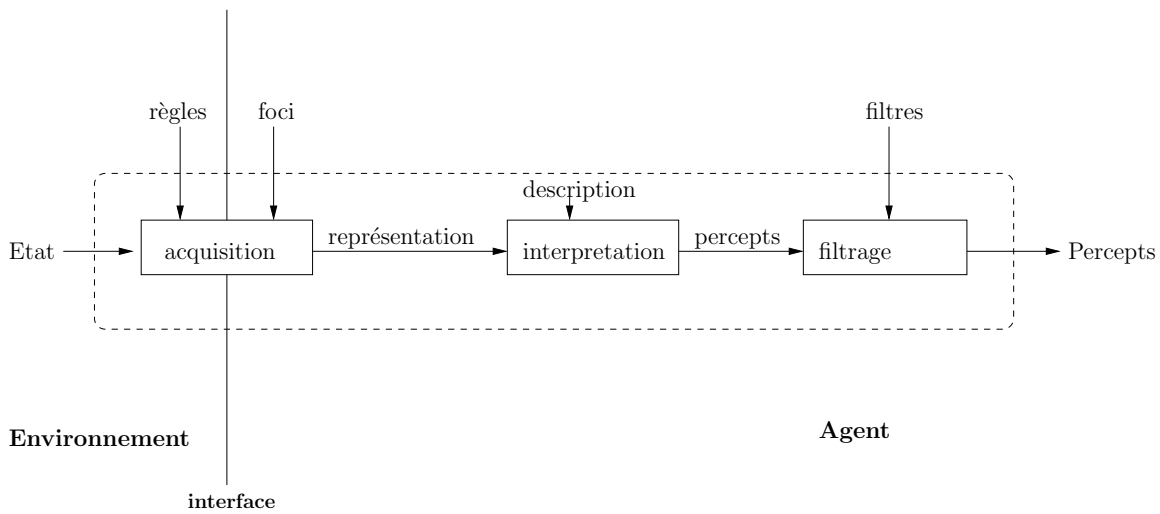 règles
foci
filtres
description
Etat
acquisition
représentation
interpretation
percepts
filtrage
Percepts
Environnement
Agent
interface